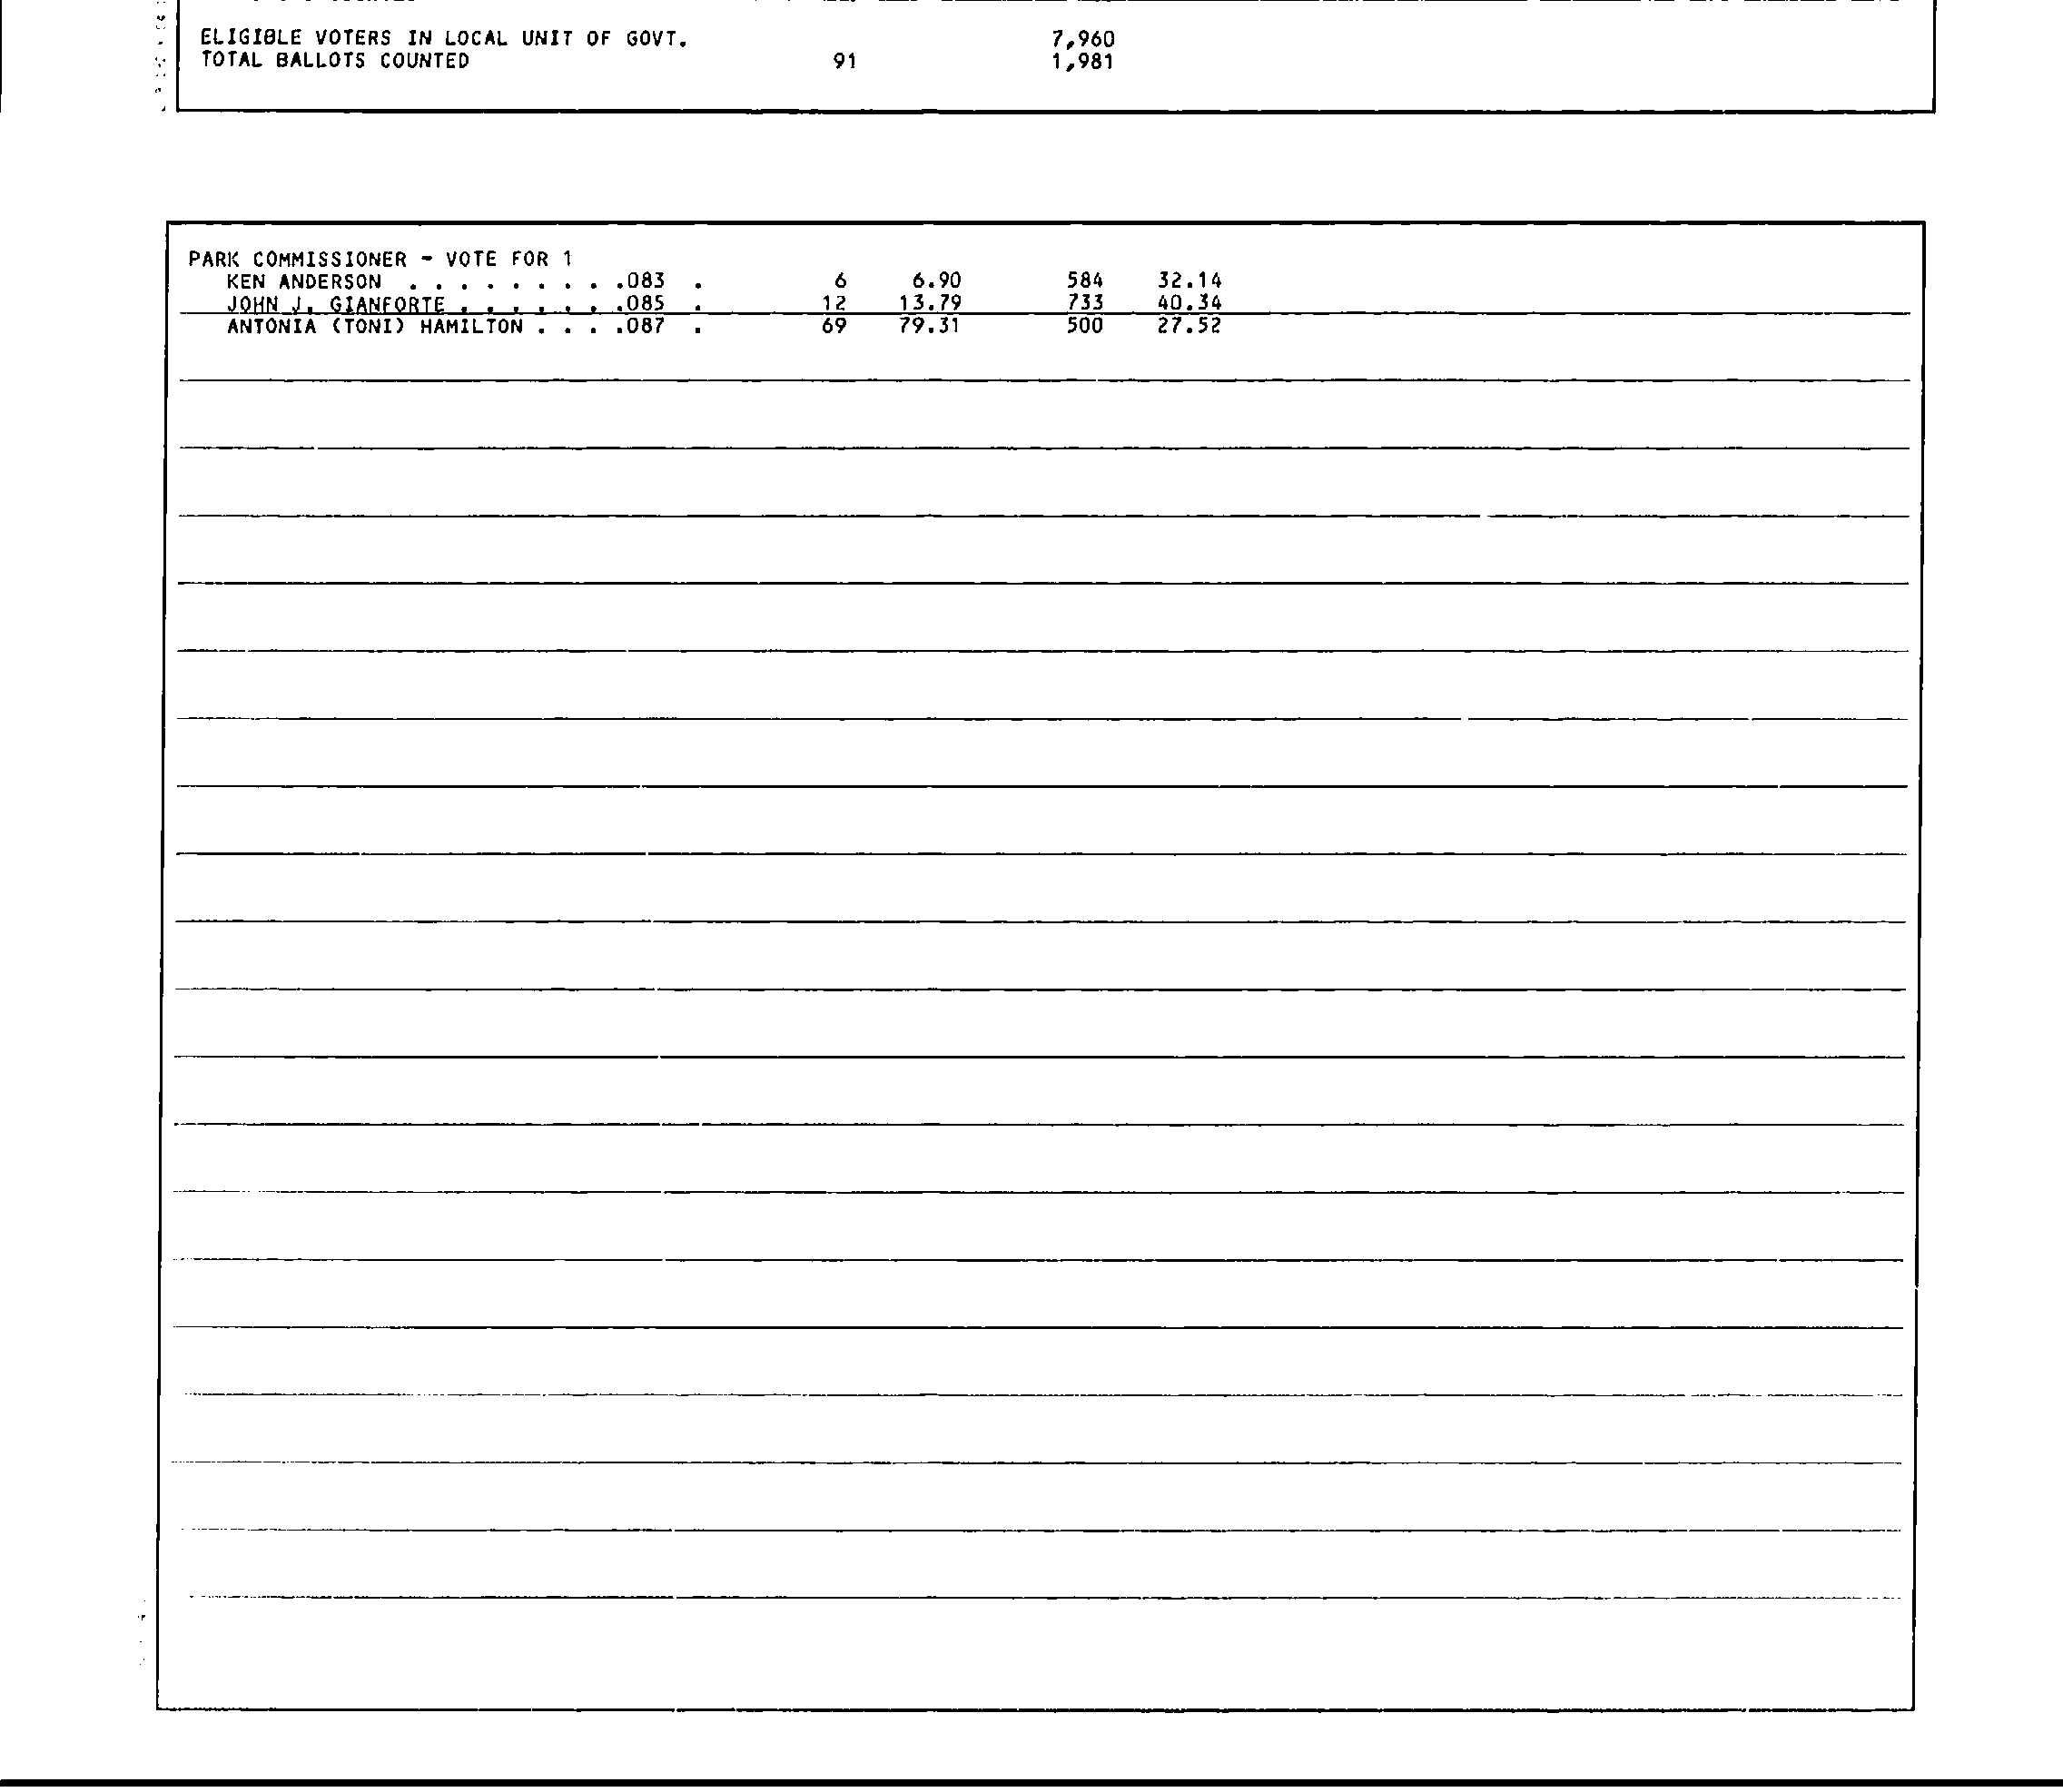 ELIGIBLE VOTERS IN LOCAL UNIT OF GOVT. 7,960
TOTAL BALLOTS COUNTED 91 1,981
PARK COMMISSIONER - VOTE FOR 1
KEN ANDERSON . . . . . . . . .083 . 6 6.90 584 32.14
JOHN J. GIANFORTE . . . . . . .085 . 12 13.79 733 40.34
ANTONIA (TONI) HAMILTON . . . .087 . 69 79.31 500 27.52